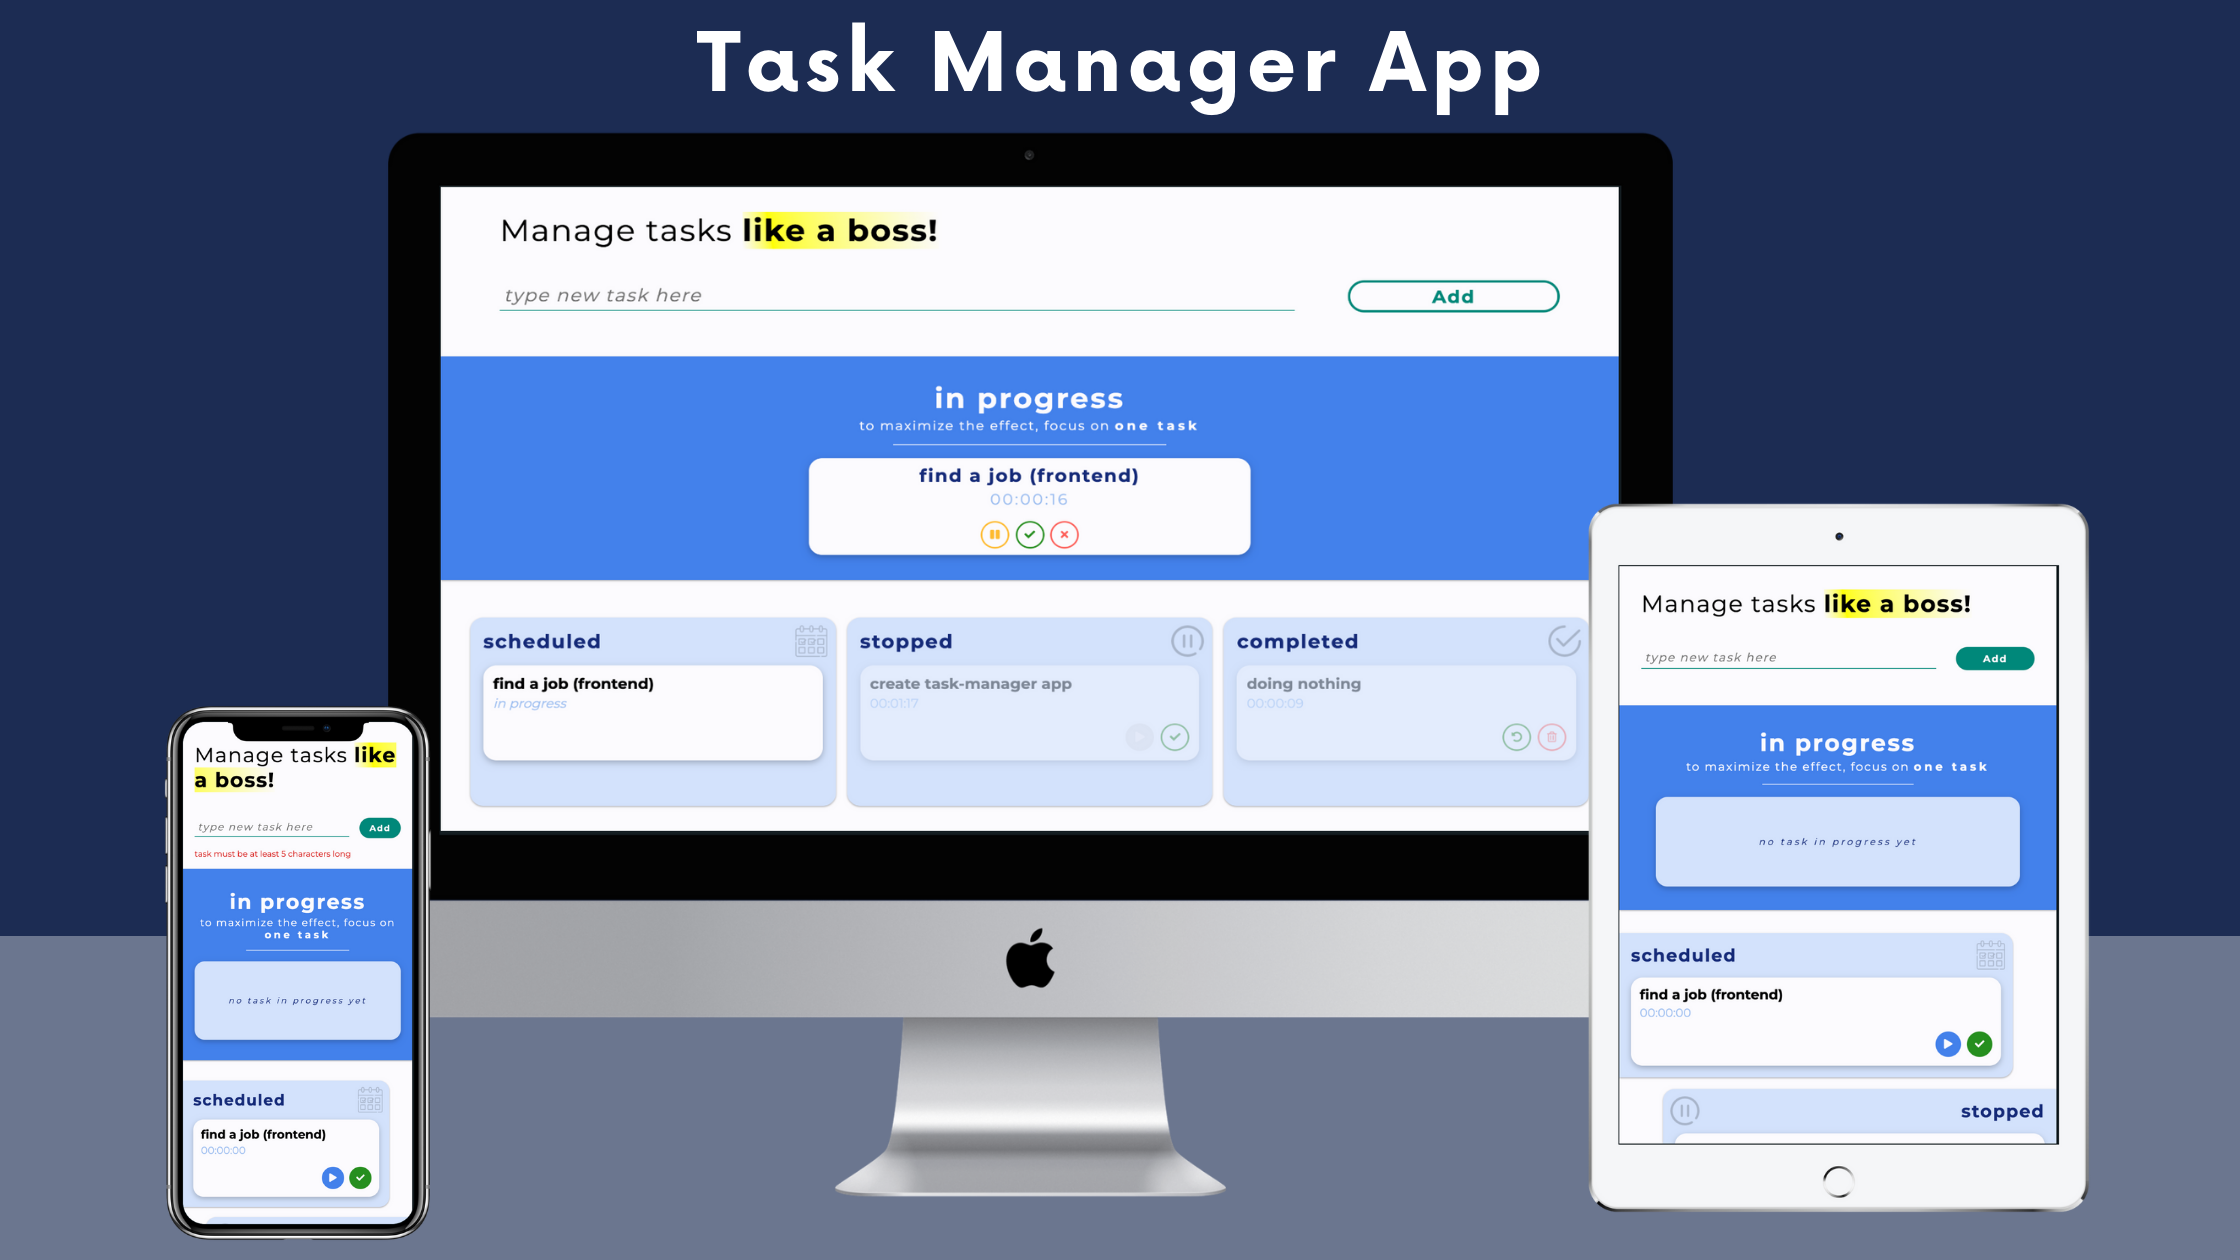 Task Manager App
Manage tasks like a boss!
type new task here
Add
in progress
to maximize the effect, focus on one task
find a job (frontend)
00:00:16
scheduled
find a job (frontend)
in progress
stopped
create task-manager app
00:01:17
completed
doing nothing
00:00:09
Manage tasks like
a boss!
type new task here
Add
task must be at least 5 characters long
in progress
to maximize the effect, focus on
one task
no task in progress yet
scheduled
find a job (frontend)
00:00:00
Manage tasks like a boss!
type new task here
Add
in progress
to maximize the effect, focus on one task
no task in progress yet
scheduled
find a job (frontend)
00:00:00
stopped